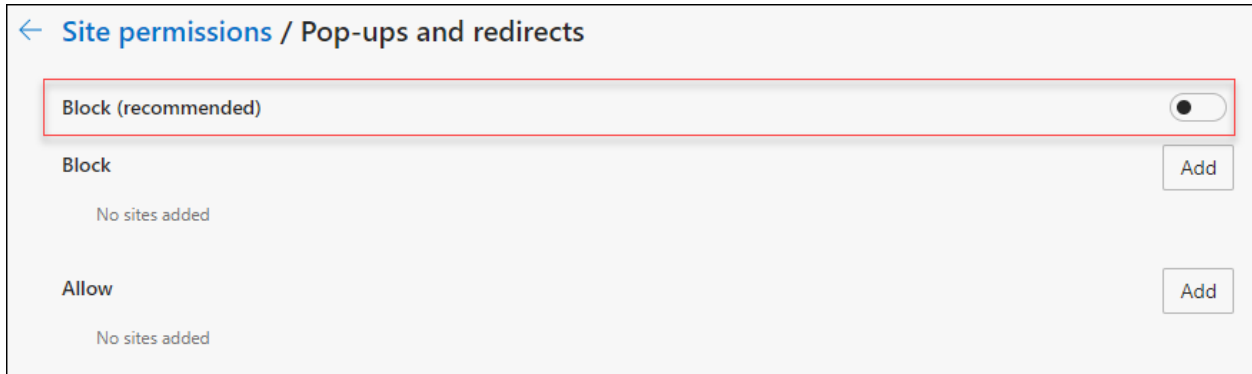 Site permissions / Pop-ups and redirects
Block (recommended)
Block
Add
No sites added
Allow
Add
No sites added